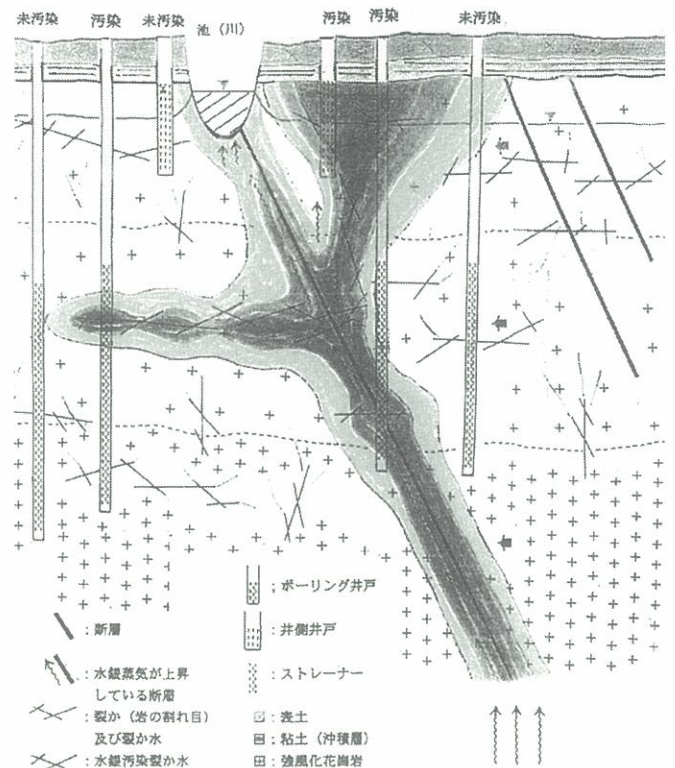 未汚染
汚染
未汚染
池（川）
汚染
汚染
未汚染
：断層
：水銀蒸気が上昇
している断層
：裂か（岩の割れ目）
及び裂か水
：水銀汚染裂か水
：ボーリング井戸
：井側井戸
：ストレーナー
：表土
：粘土（沖積層）
：強風化花崗岩